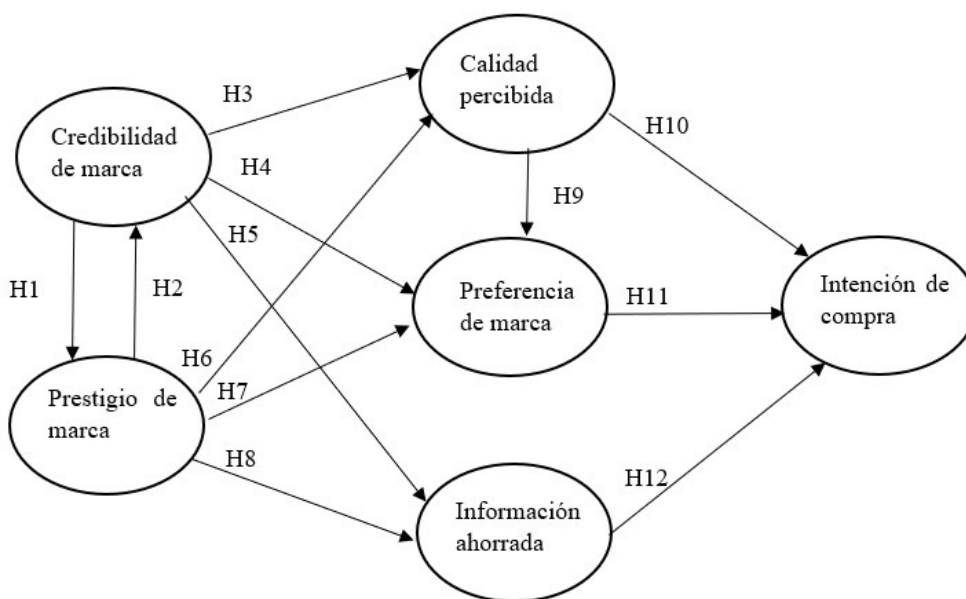 Calidad
percibida
H3
H10
Credibilidad
de marca
H4
H9
H5
Intención de
compra
H1
H2
Preferencia
de marca
H11
H6
H7
Prestigio de
marca
H8
H12
Información
ahorrada